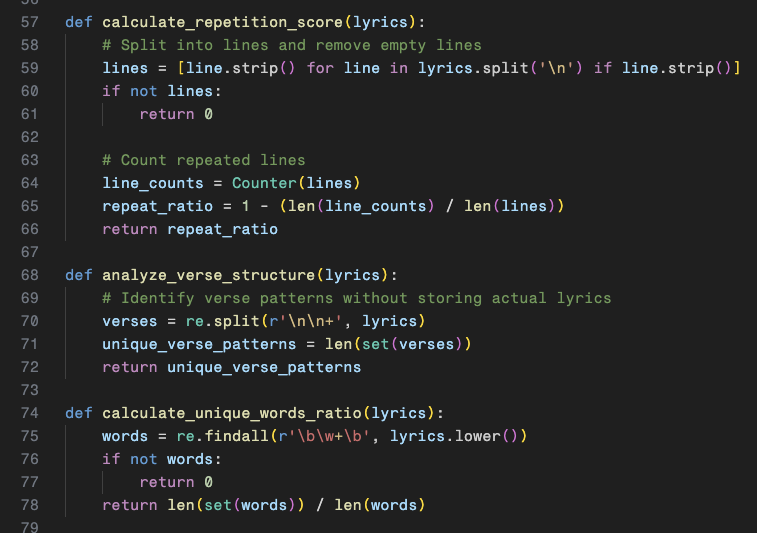 57 def calculate_repetition_score(lyrics):
58     # Split into lines and remove empty lines
59     lines = [line.strip() for line in lyrics.split('\n') if line.strip()]
60     if not lines:
61         return 0
62
63     # Count repeated lines
64     line_counts = Counter(lines)
65     repeat_ratio = 1 - (len(line_counts) / len(lines))
66     return repeat_ratio
67
68 def analyze_verse_structure(lyrics):
69     # Identify verse patterns without storing actual lyrics
70     verses = re.split(r'\n\n+', lyrics)
71     unique_verse_patterns = len(set(verses))
72     return unique_verse_patterns
73
74 def calculate_unique_words_ratio(lyrics):
75     words = re.findall(r'\b\w+\b', lyrics.lower())
76     if not words:
77         return 0
78     return len(set(words)) / len(words)
79